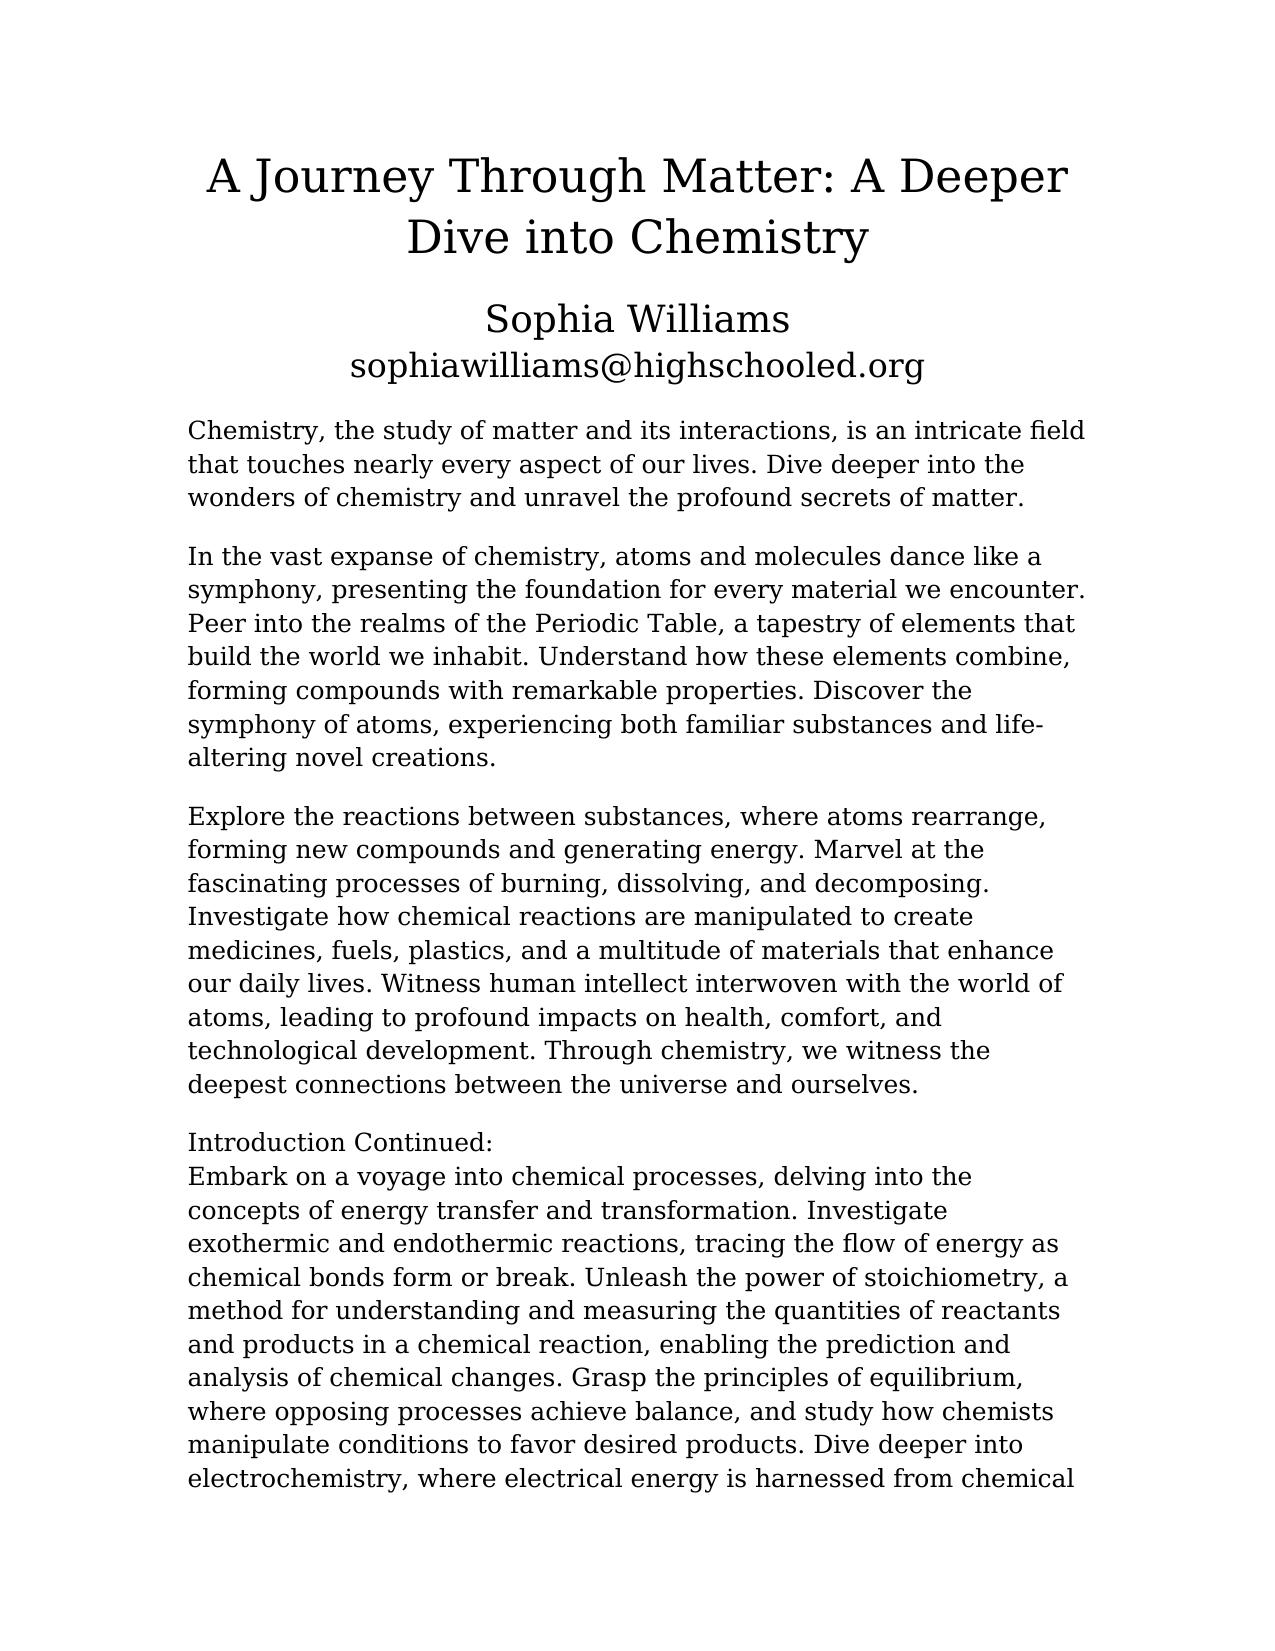 A Journey Through Matter: A Deeper
Dive into Chemistry
Sophia Williams
sophiawilliams@highschooled.org
Chemistry, the study of matter and its interactions, is an intricate field
that touches nearly every aspect of our lives. Dive deeper into the
wonders of chemistry and unravel the profound secrets of matter.
In the vast expanse of chemistry, atoms and molecules dance like a
symphony, presenting the foundation for every material we encounter.
Peer into the realms of the Periodic Table, a tapestry of elements that
build the world we inhabit. Understand how these elements combine,
forming compounds with remarkable properties. Discover the
symphony of atoms, experiencing both familiar substances and life-
altering novel creations.
Explore the reactions between substances, where atoms rearrange,
forming new compounds and generating energy. Marvel at the
fascinating processes of burning, dissolving, and decomposing.
Investigate how chemical reactions are manipulated to create
medicines, fuels, plastics, and a multitude of materials that enhance
our daily lives. Witness human intellect interwoven with the world of
atoms, leading to profound impacts on health, comfort, and
technological development. Through chemistry, we witness the
deepest connections between the universe and ourselves.
Introduction Continued:
Embark on a voyage into chemical processes, delving into the
concepts of energy transfer and transformation. Investigate
exothermic and endothermic reactions, tracing the flow of energy as
chemical bonds form or break. Unleash the power of stoichiometry, a
method for understanding and measuring the quantities of reactants
and products in a chemical reaction, enabling the prediction and
analysis of chemical changes. Grasp the principles of equilibrium,
where opposing processes achieve balance, and study how chemists
manipulate conditions to favor desired products. Dive deeper into
electrochemistry, where electrical energy is harnessed from chemical